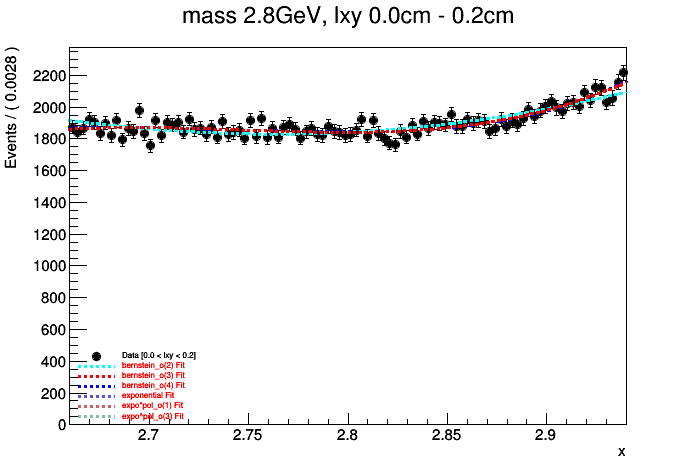 mass 2.8GeV, lxy 0.0cm - 0.2cm
Events / ( 0.0028 )
2200
2000
1800
1600
1400
1200
1000
800
600
400
200
0
Data [0.0 < lxy < 0.2]
bernstein_o(2) Fit
bernstein_o(3) Fit
bernstein_o(4) Fit
exponential Fit
expo*pol_o(1) Fit
expo*pol_o(3) Fit
2.7 2.75 2.8 2.85 2.9
x